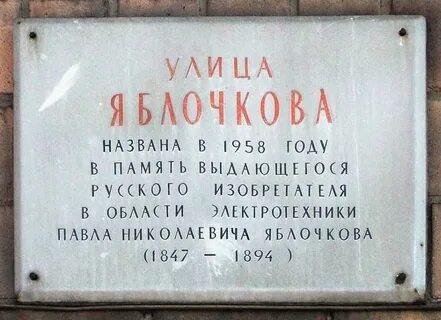 УЛИЦА
ЯБЛОЧКОВА
НАЗВАНА В 1958 ГОДУ
В ПАМЯТЬ ВЫДАЮЩЕГОСЯ
РУССКОГО ИЗОБРЕТАТЕЛЯ
В ОБЛАСТИ ЭЛЕКТРОТЕХНИКИ
ПАВЛА НИКОЛАЕВИЧА ЯБЛОЧКОВА
(1847 – 1894 )